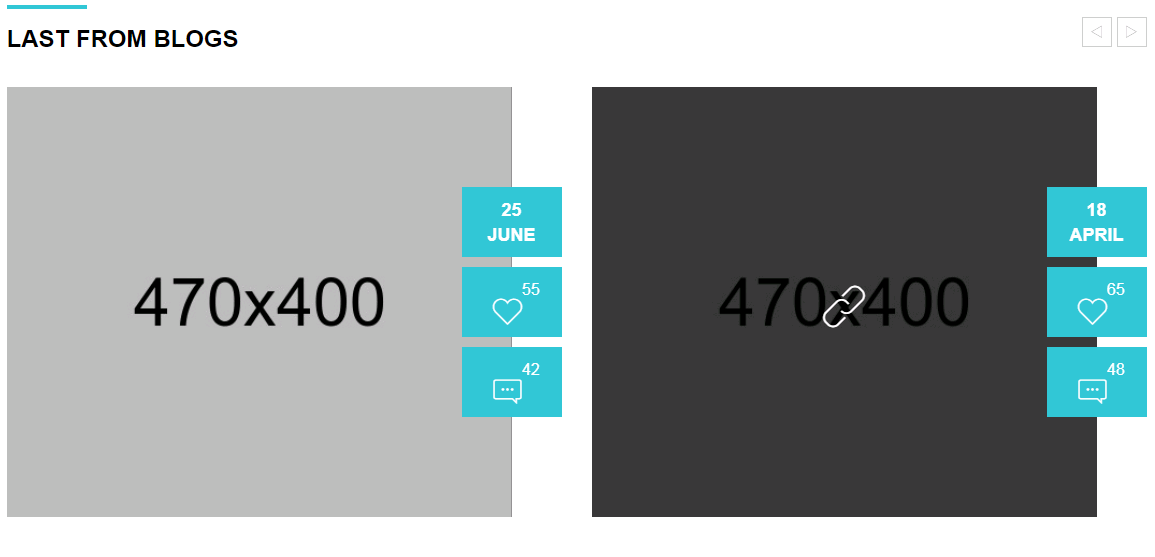 LAST FROM BLOGS
470x400
25
JUNE
55
42
470x400
18
APRIL
65
48